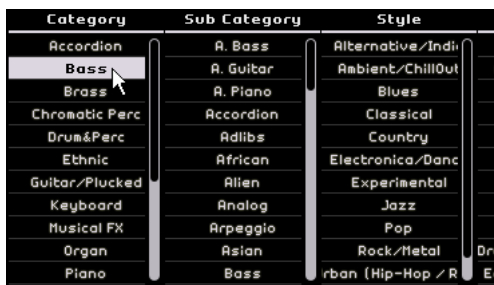 Category Sub Category Style
Accordion A. Bass Alternative/Indi
Bass A. Guitar Ambient/ChillOut
Brass A. Piano Blues
Chromatic Perc Accordion Classical
Drum&Perc Adlibs Country
Ethnic African Electronica/Danc
Guitar/Plucked Alien Experimental
Keyboard Analog Jazz
Musical FX Arpeggio Pop
Organ Asian Rock/Metal Dr
Piano Bass rban (Hip-Hop / R E